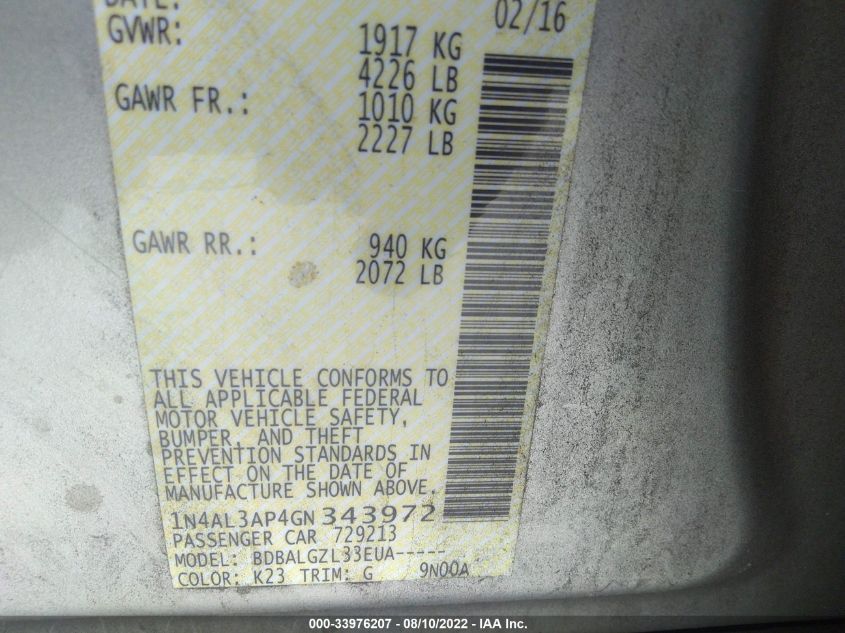 DATE: 02/16
GVWR: 1917 KG
4226 LB
GAWR FR.: 1010 KG
2227 LB
GAWR RR.: 940 KG
2072 LB
THIS VEHICLE CONFORMS TO
ALL APPLICABLE FEDERAL
MOTOR VEHICLE SAFETY,
BUMPER, AND THEFT
PREVENTION STANDARDS IN
EFFECT ON THE DATE OF
MANUFACTURE SHOWN ABOVE.
1N4AL3AP4GN 343972
PASSENGER CAR 729213
MODEL: BDBALGZL33EUA-----
COLOR: K23 TRIM: G 9N00A
000-33976207 - 08/10/2022 - IAA Inc.